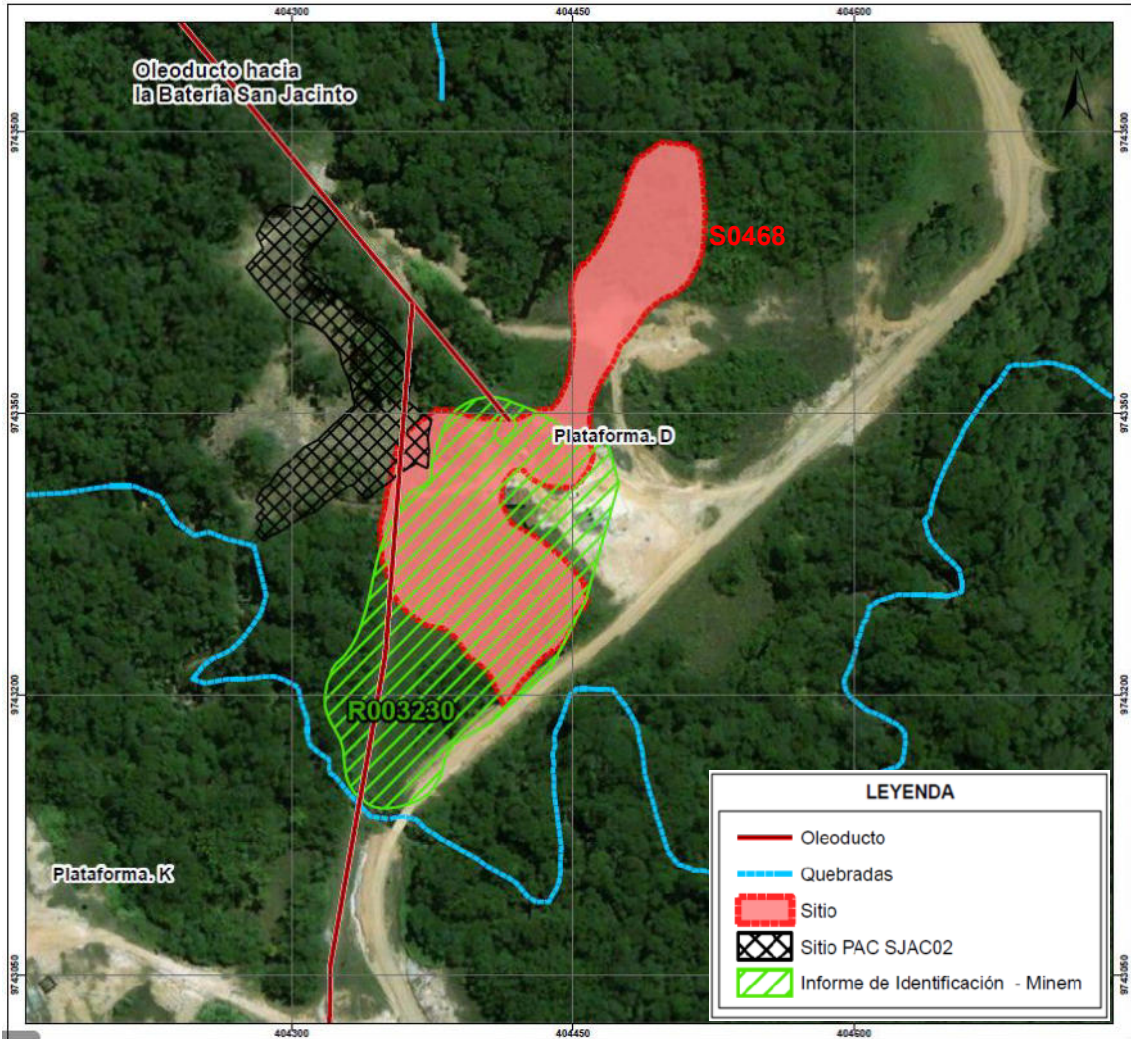 404300
404450
404600
Oleoducto hacia
la Batería San Jacinto
N
9743500
9743500
S0468
9743350
9743350
Plataforma. D
9743200
9743200
R003230
Plataforma. K
9743050
9743050
LEYENDA
Oleoducto
Quebradas
Sitio
Sitio PAC SJAC02
Informe de Identificación - Minem
404300
404450
404600